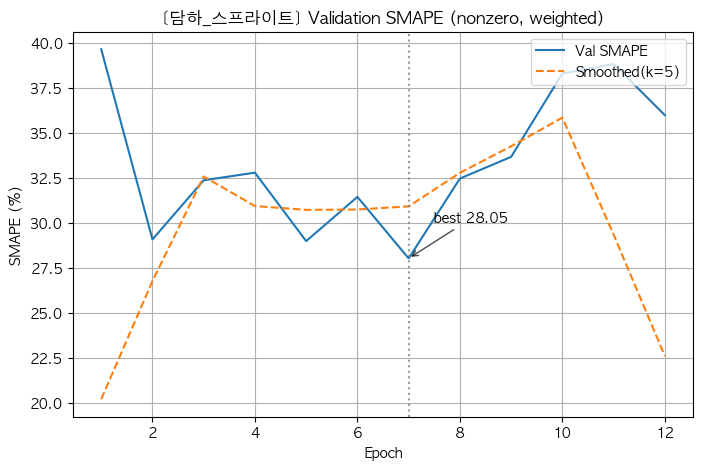 [담하_스프라이트] Validation SMAPE (nonzero, weighted)
40.0
37.5
35.0
32.5
30.0
27.5
25.0
22.5
20.0
SMAPE (%)
Val SMAPE
Smoothed(k=5)
best 28.05
2
4
6
8
10
12
Epoch